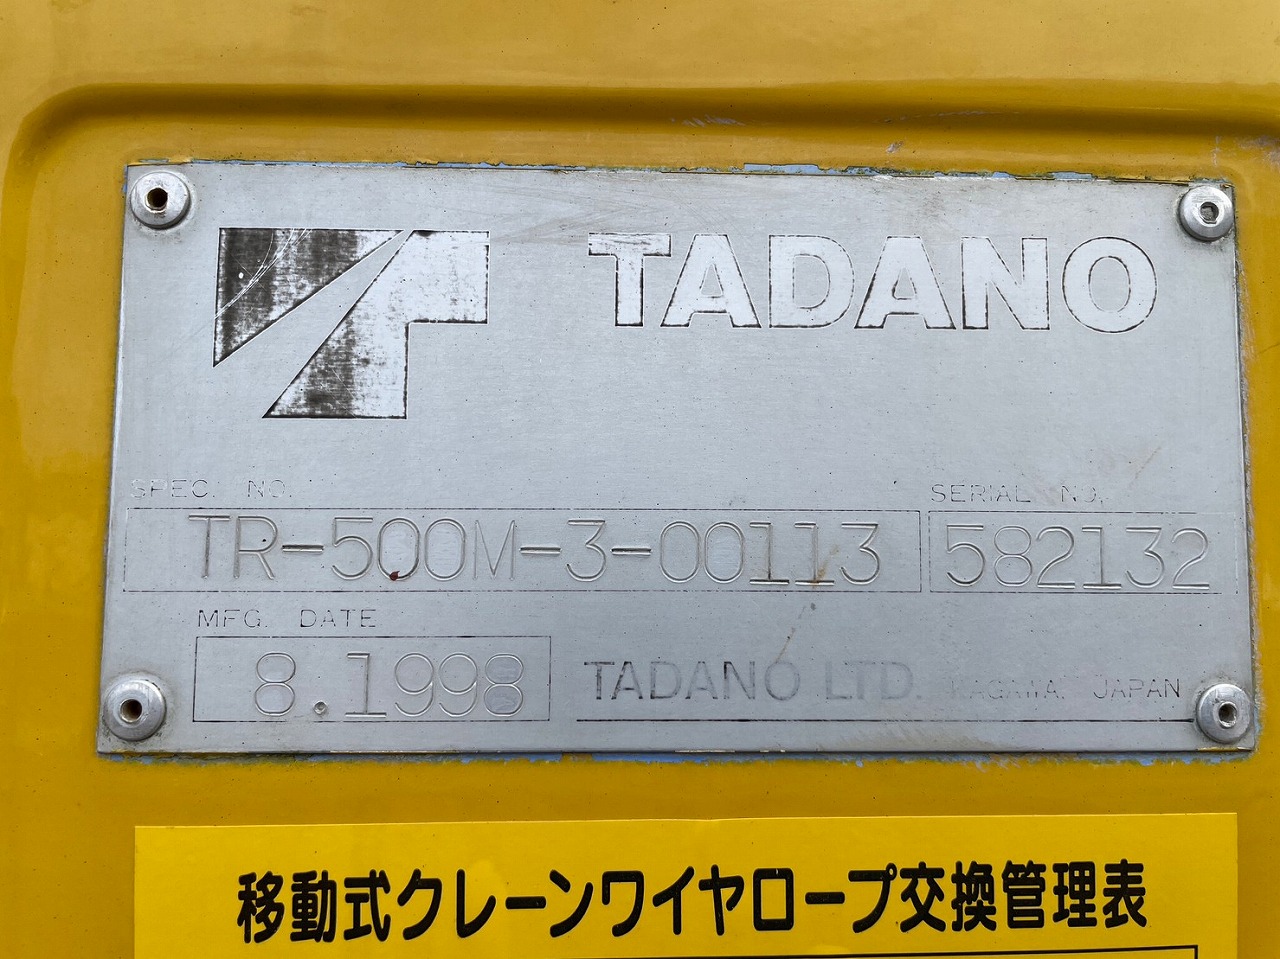 TADANO
SPEC. NO.
SERIAL NO.
TR-500M-3-00113
582132
MFG. DATE
8.1998
TADANO LTD. KAGAWA. JAPAN
移動式クレーンワイヤロープ交換管理表